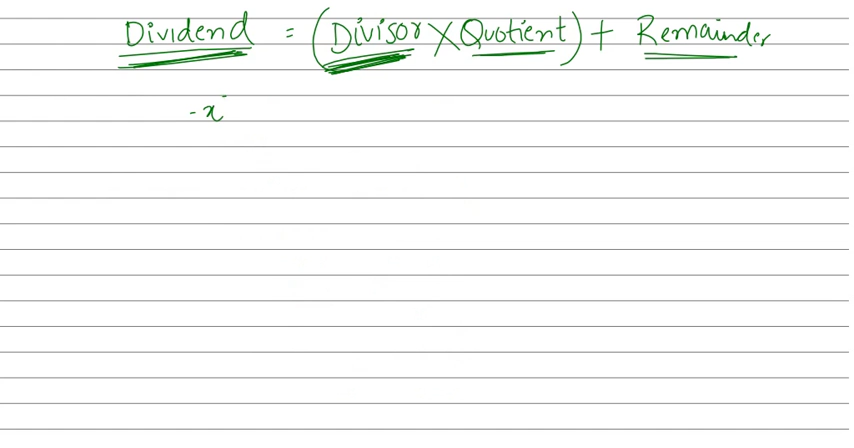 Dividend = (Divisor × Quotient) + Remainder
-x